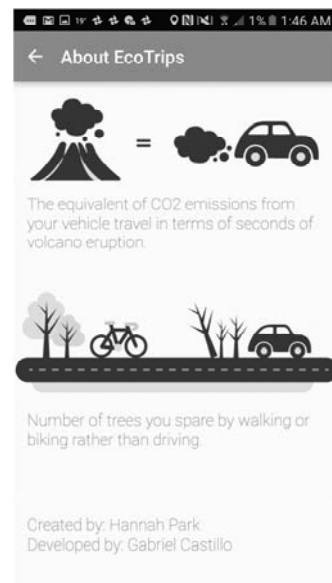 19° 1% 1:46 AM
About EcoTrips
=
The equivalent of CO2 emissions from
your vehicle travel in terms of seconds of
volcano eruption.
Number of trees you spare by walking or
biking rather than driving.
Created by: Hannah Park
Developed by: Gabriel Castillo